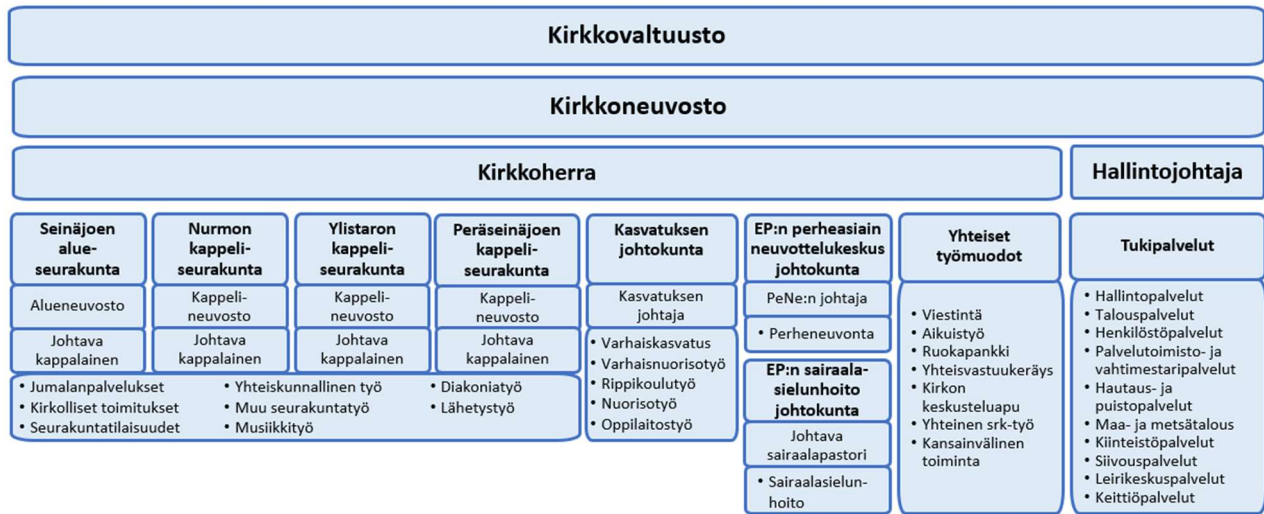 Kirkkovaltuusto
Kirkkoneuvosto
Kirkkoherra
Hallintojohtaja
Seinäjoen
alue-
seurakunta
Alueneuvosto
Johtava
kappalainen
Nurmon
kappeli-
seurakunta
Kappeli-
neuvosto
Johtava
kappalainen
Ylistaron
kappeli-
seurakunta
Kappeli-
neuvosto
Johtava
kappalainen
Peräseinäjoen
kappeli-
seurakunta
Kappeli-
neuvosto
Johtava
kappalainen
• Jumalanpalvelukset
• Kirkolliset toimitukset
• Seurakuntatilaisuudet
• Yhteiskunnallinen työ
• Muu seurakuntatyö
• Musiikkityö
• Diakoniatyö
• Lähetystyö
Kasvatuksen
johtokunta
Kasvatuksen
johtaja
• Varhaiskasvatus
• Varhaisnuorisotyö
• Rippikoulutyö
• Nuorisotyö
• Oppilaitostyö
EP:n perheasiain
neuvottelukeskus
johtokunta
PeNe:n johtaja
• Perheneuvonta
EP:n sairaala-
sielunhoito
johtokunta
Johtava
sairaalapastori
• Sairaalasielun-
hoito
Yhteiset
työmuodot
• Viestintä
• Aikuistyö
• Ruokapankki
• Yhteisvastuukeräys
• Kirkon
keskusteluapu
• Yhteinen srk-työ
• Kansainvälinen
toiminta
Tukipalvelut
• Hallintopalvelut
• Talouspalvelut
• Henkilöstöpalvelut
• Palvelutoimisto- ja
vahtimestaripalvelut
• Hautaus- ja
puistopalvelut
• Maa- ja metsätalous
• Kiinteistöpalvelut
• Siivouspalvelut
• Leirikeskuspalvelut
• Keittiöpalvelut